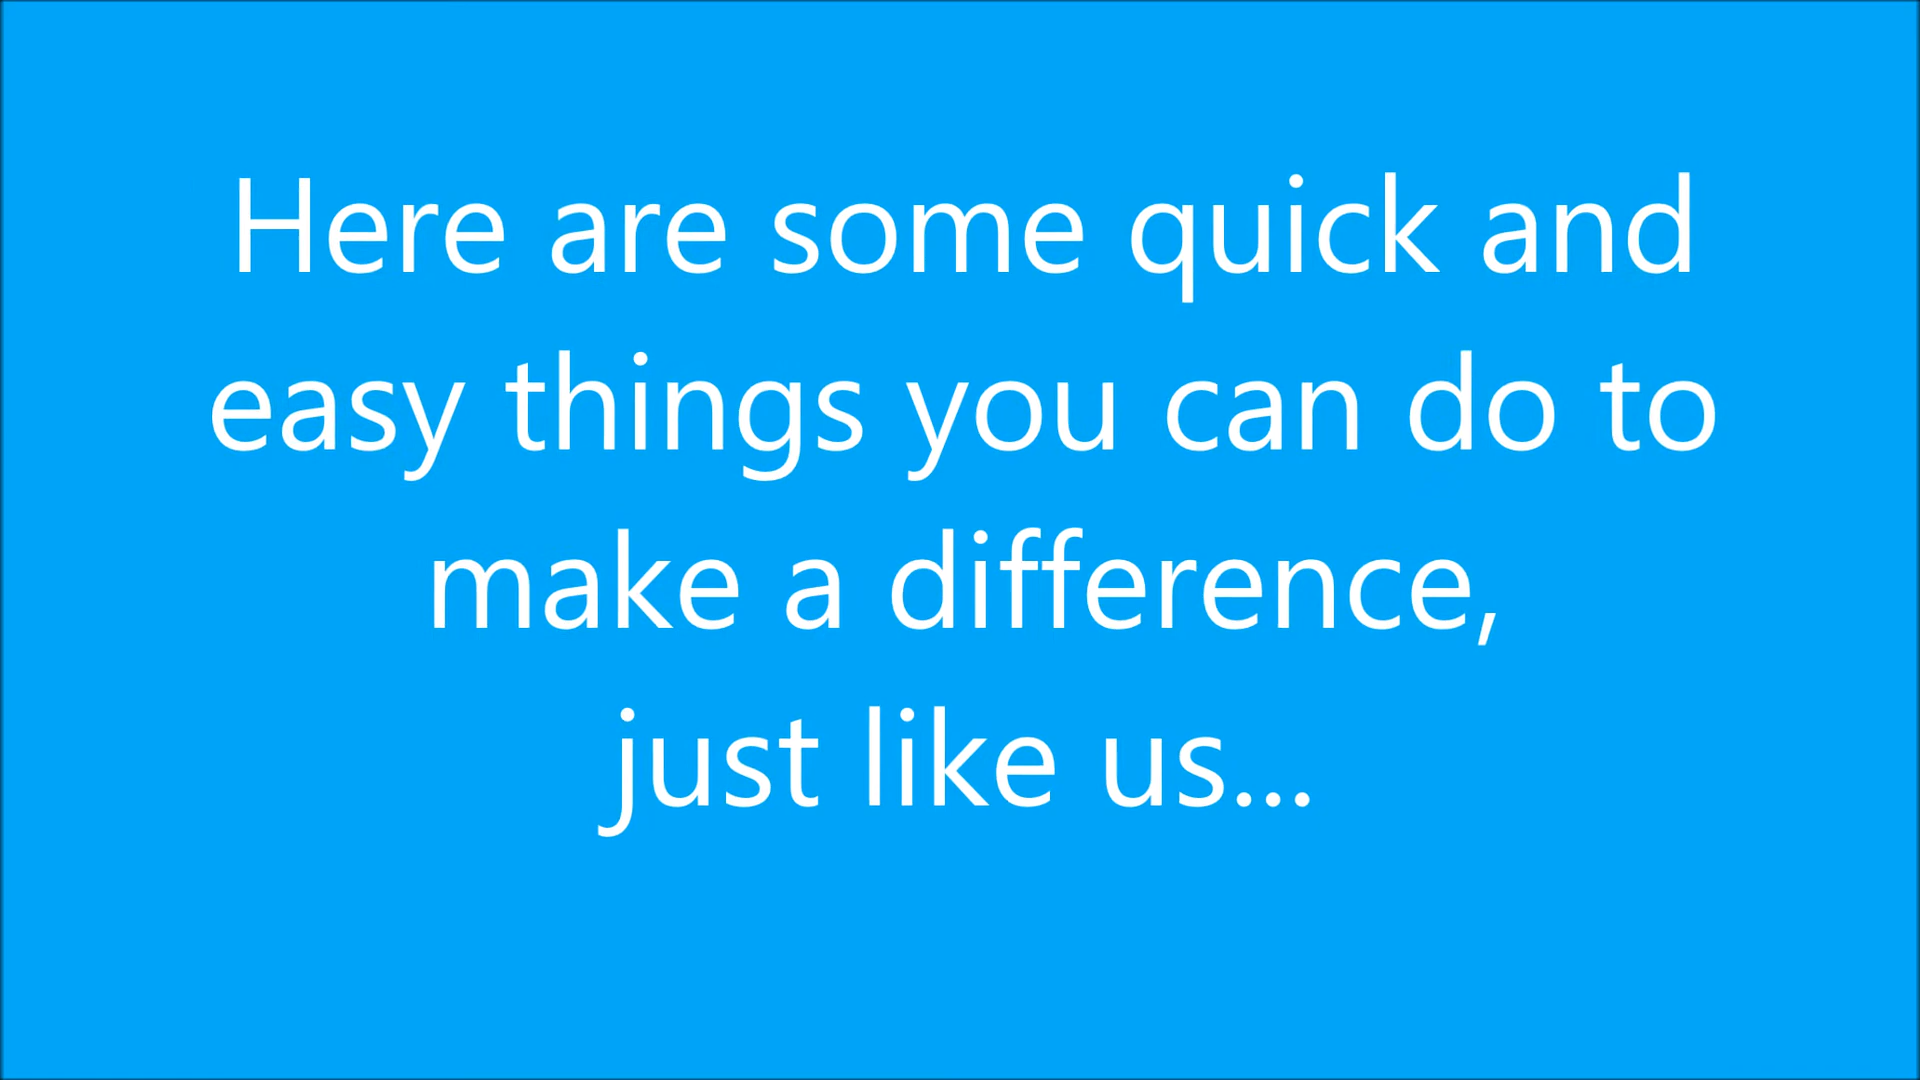 Here are some quick and
easy things you can do to
make a difference,
just like us...